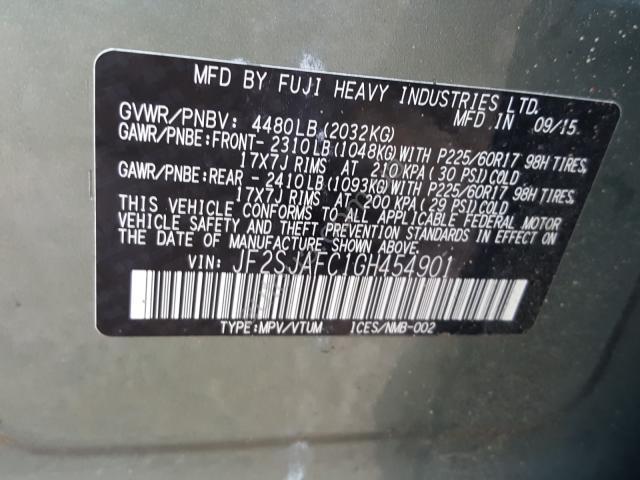 MFD BY FUJI HEAVY INDUSTRIES LTD.
MFD IN 09/15
GVWR/PNBV: 4480LB(2032KG)
GAWR/PNBE:FRONT- 2310LB(1048KG)WITH P225/60R17 98H TIRES,
17X7J RIMS AT 210 KPA(30 PSI)COLD
GAWR/PNBE:REAR - 2410LB(1093KG)WITH P225/60R17 98H TIRES,
17X7J RIMS AT 200 KPA(29 PSI)COLD
THIS VEHICLE CONFORMS TO ALL APPLICABLE FEDERAL MOTOR
VEHICLE SAFETY AND THEFT PREVENTION STANDARDS IN EFFECT
ON THE DATE OF MANUFACTURE SHOWN ABOVE.
VIN: JF2SJAFC1GH454901
TYPE:MPV/VTUM ICES/NMB-002